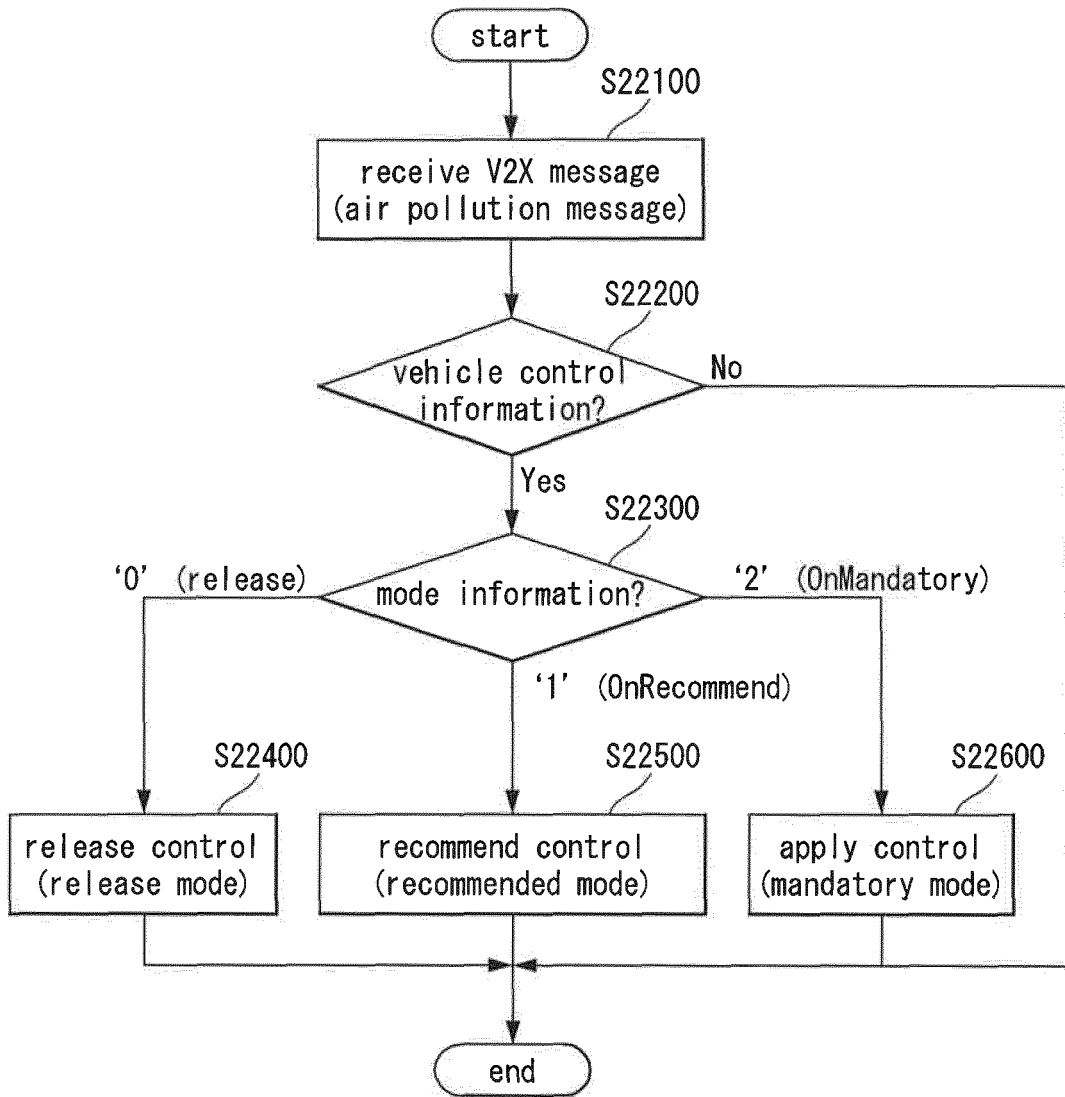 start
S22100
receive V2X message
(air pollution message)
S22200
vehicle control
information?
No
Yes
S22300
mode information?
‘0’ (release)
‘2’ (OnMandatory)
‘1’ (OnRecommend)
S22400
S22500
S22600
release control
(release mode)
recommend control
(recommended mode)
apply control
(mandatory mode)
end